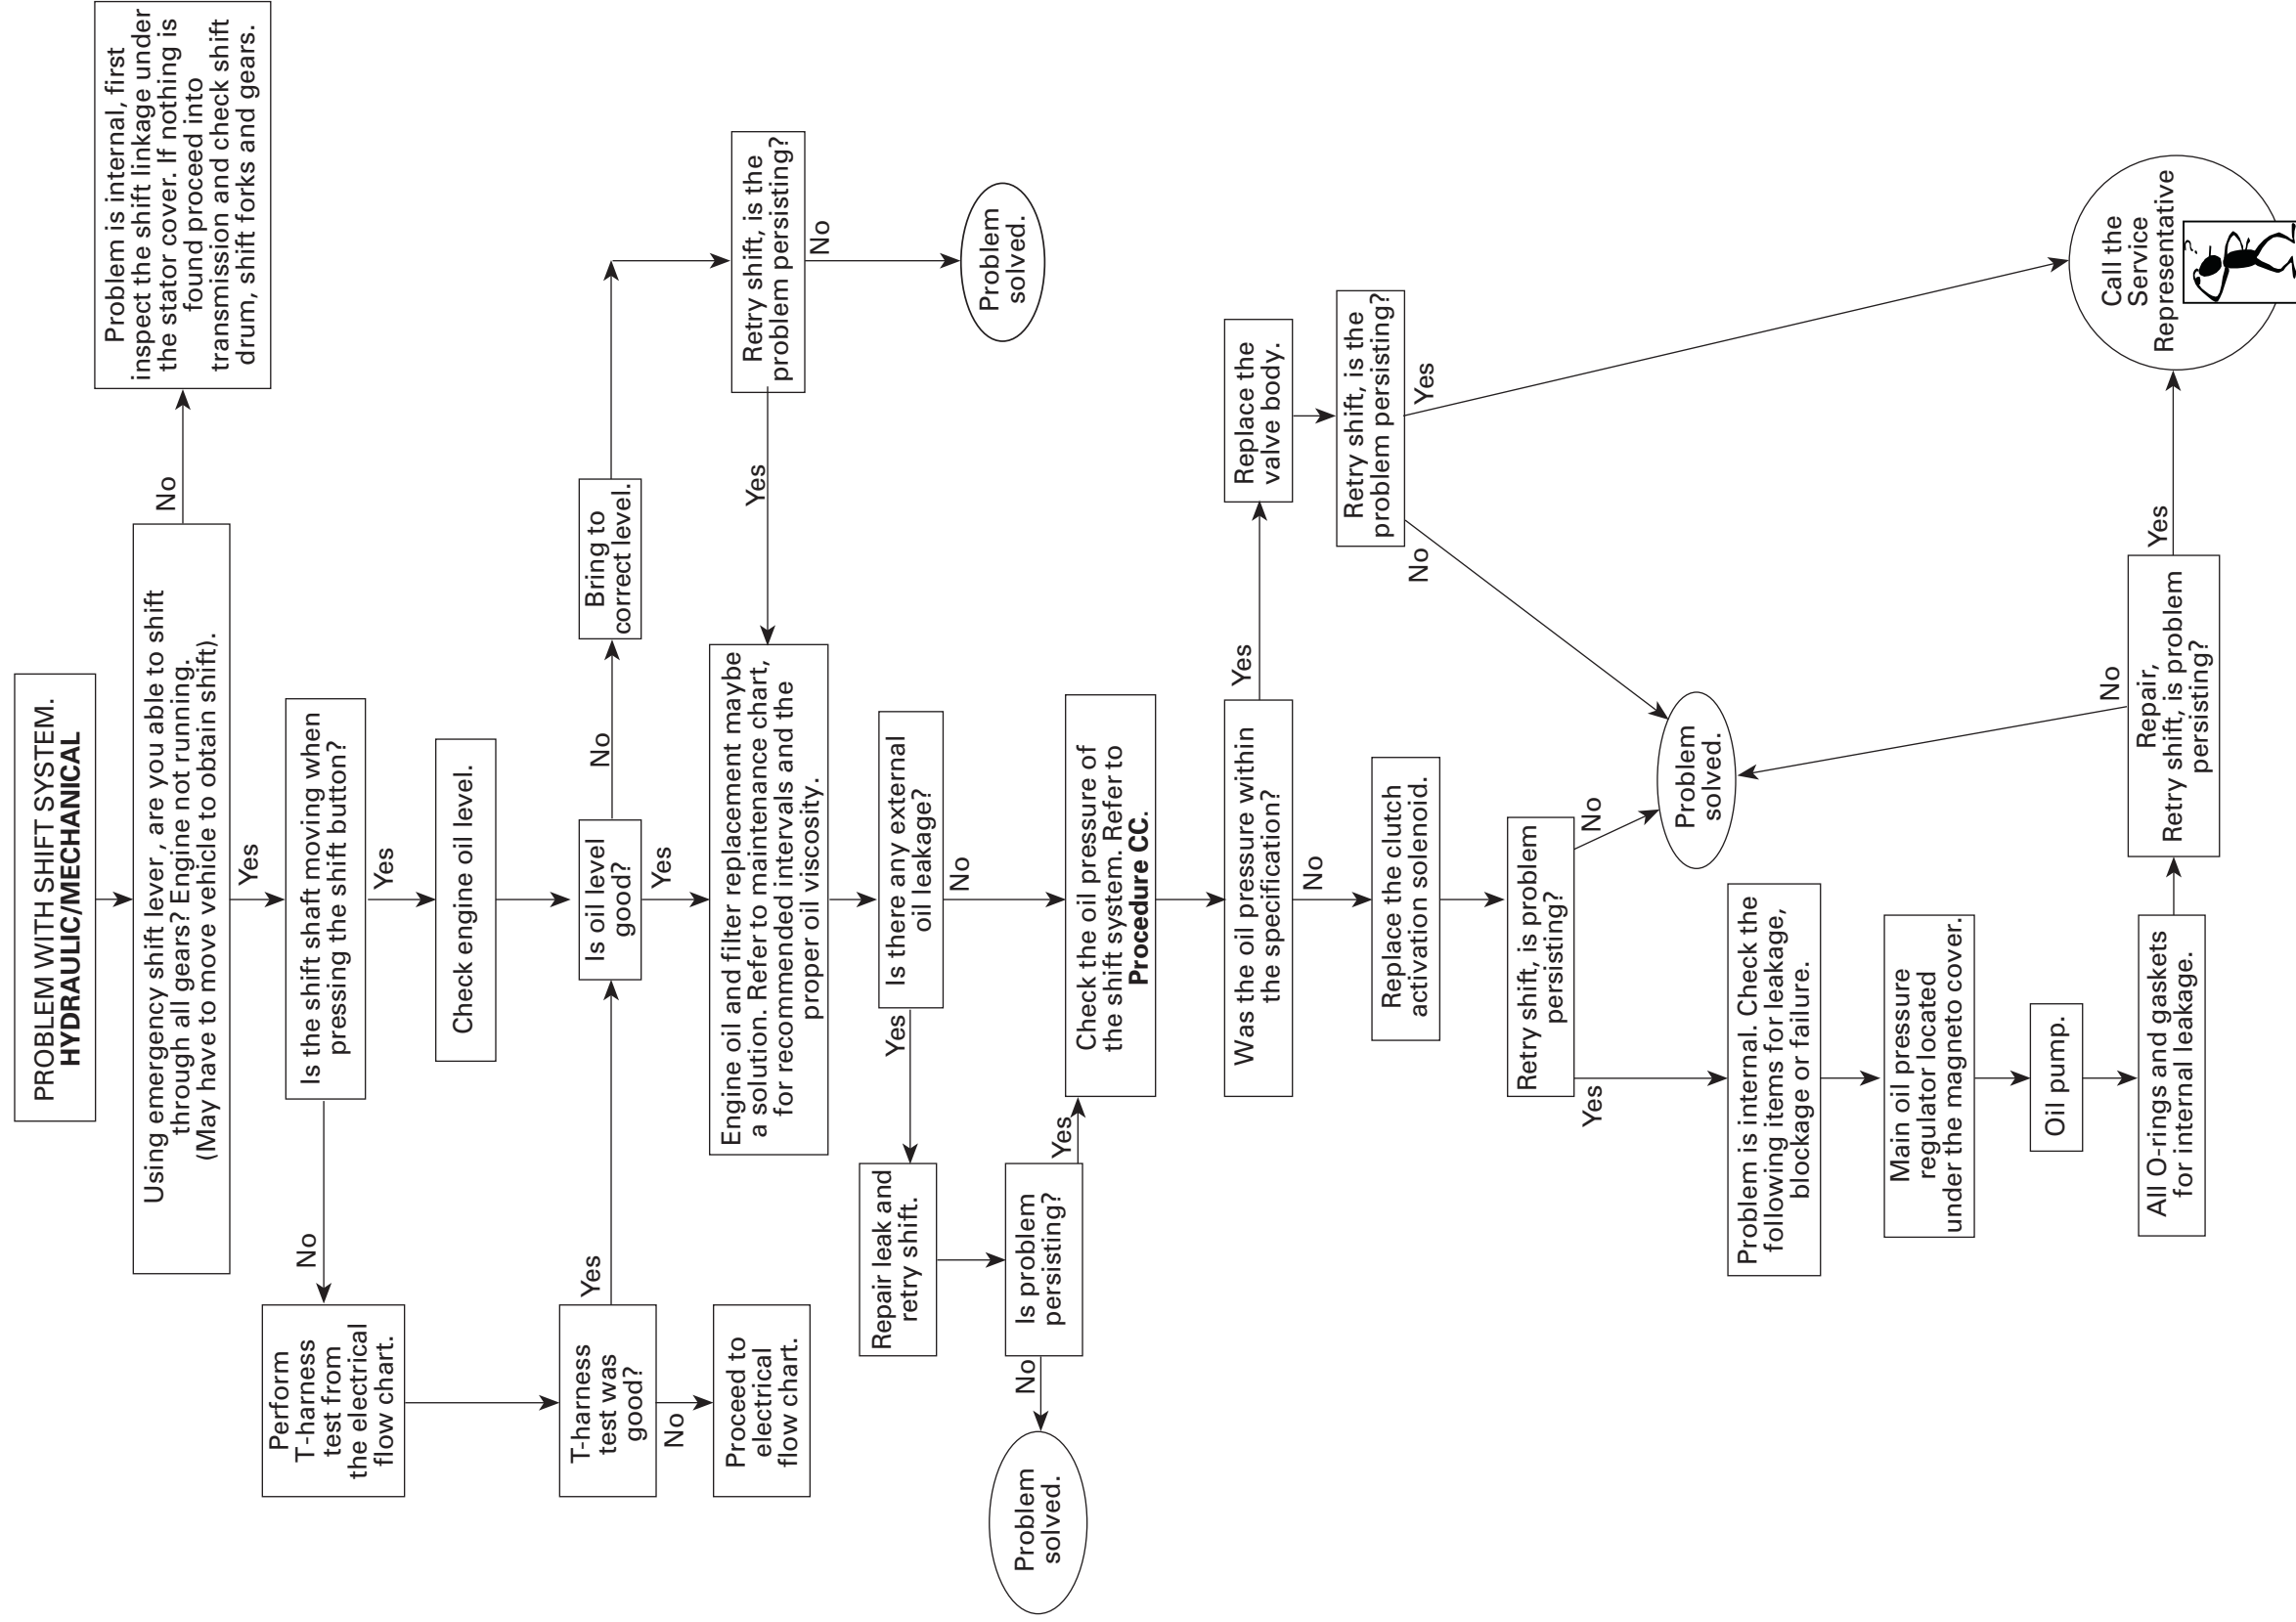 PROBLEM WITH SHIFT SYSTEM.
HYDRAULIC/MECHANICAL
Using emergency shift lever , are you able to shift
through all gears? Engine not running.
(May have to move vehicle to obtain shift).
No
Problem is internal, first
inspect the shift linkage under
the stator cover. If nothing is
found proceed into
transmission and check shift
drum, shift forks and gears.
Yes
Is the shift shaft moving when
pressing the shift button?
No
Perform
T-harness
test from
the electrical
flow chart.
Yes
Check engine oil level.
T-harness
test was
good?
Yes
No
Proceed to
electrical
flow chart.
Is oil level
good?
No
Bring to
correct level.
Retry shift, is the
problem persisting?
No
Problem
solved.
Yes
Yes
Engine oil and filter replacement maybe
a solution. Refer to maintenance chart,
for recommended intervals and the
proper oil viscosity.
Is there any external
oil leakage?
Yes
Repair leak and
retry shift.
Is problem
persisting?
No
Problem
solved.
Yes
No
Check the oil pressure of
the shift system. Refer to
Procedure CC.
Was the oil pressure within
the specification?
Yes
Replace the
valve body.
Retry shift, is the
problem persisting?
Yes
No
No
Replace the clutch
activation solenoid.
Retry shift, is problem
persisting?
No
Problem
solved.
Yes
Problem is internal. Check the
following items for leakage,
blockage or failure.
Main oil pressure
regulator located
under the magneto cover.
Oil pump.
All O-rings and gaskets
for internal leakage.
Repair,
Retry shift, is problem
persisting?
No
Yes
Call the
Service
Representative
?